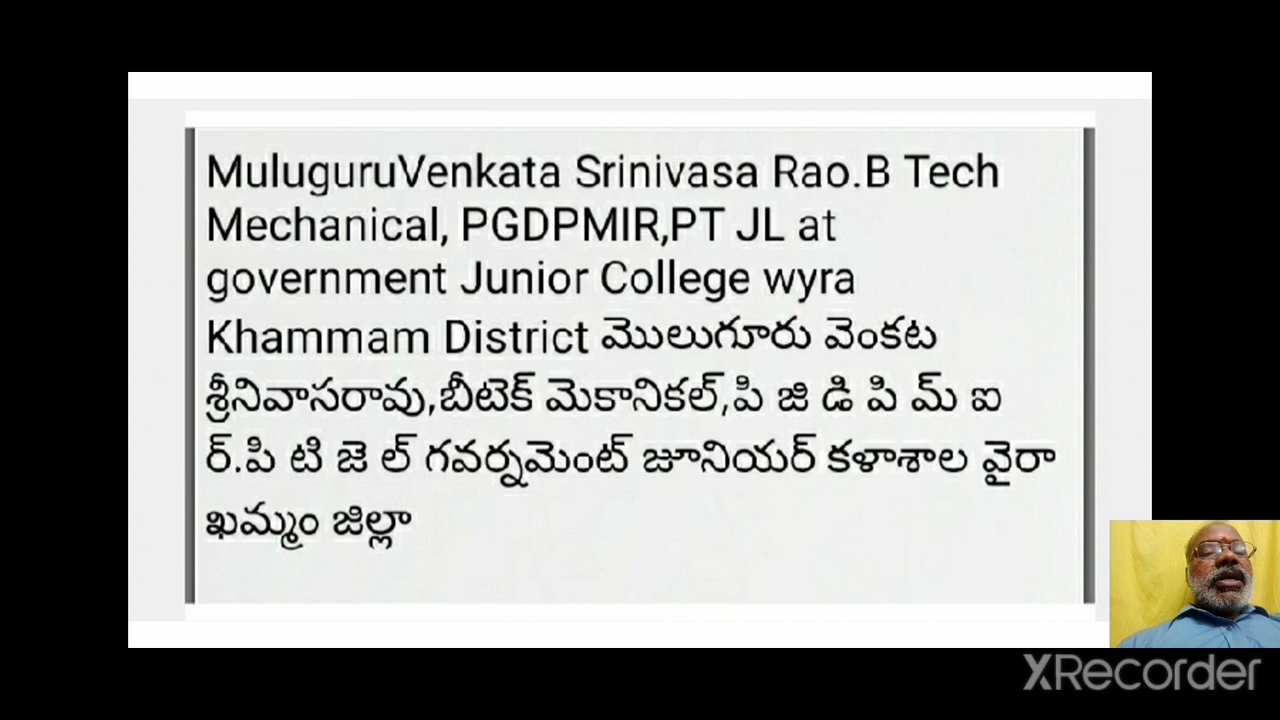 MuluguruVenkata Srinivasa Rao.B Tech
Mechanical, PGDPMIR,PT JL at
government Junior College wyra
Khammam District మొలుగూరు వెంకట
శ్రీనివాసరావు,బీటెక్ మెకానికల్,పి జి డి పి మ్ ఐ
ర్.పి టి జె ల్ గవర్నమెంట్ జూనియర్ కళాశాల వైరా
ఖమ్మం జిల్లా
XRecorder